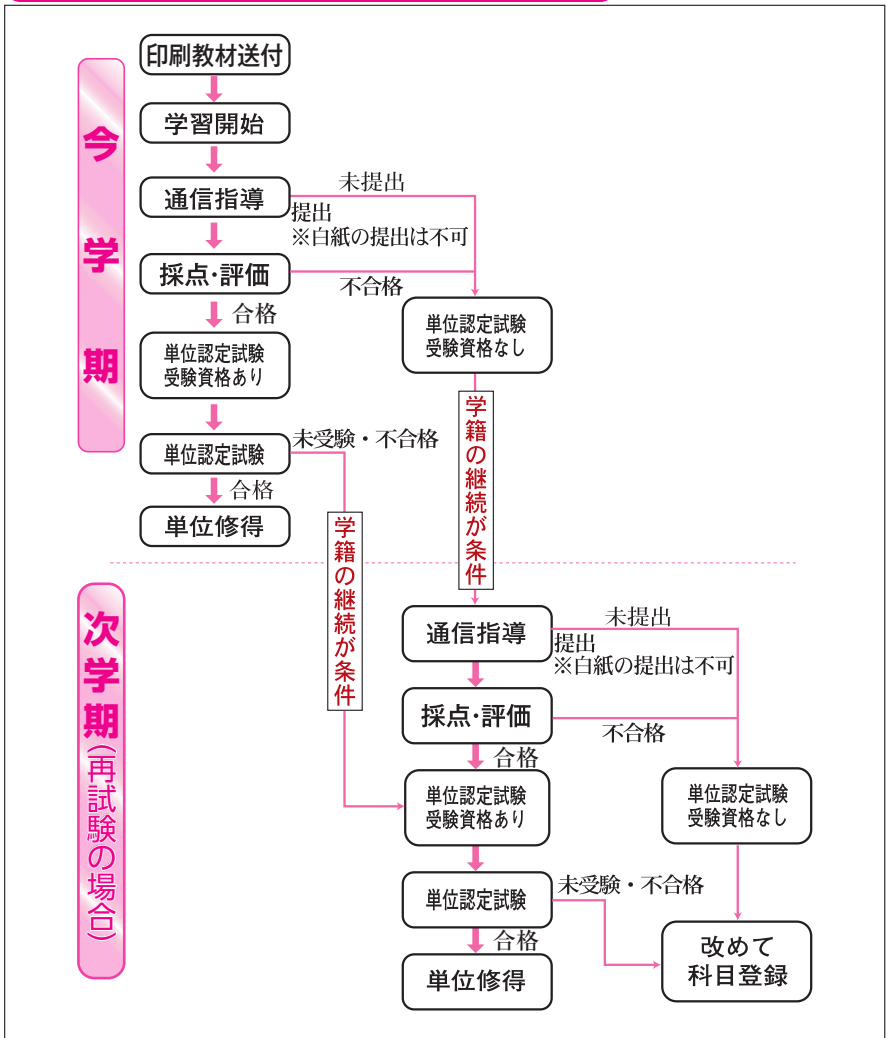 今学期
印刷教材送付
学習開始
通信指導
未提出
提出
※白紙の提出は不可
採点・評価
不合格
合格
単位認定試験
受験資格なし
単位認定試験
受験資格あり
学籍の継続が条件
単位認定試験
未受験・不合格
合格
単位修得
学籍の継続が条件
次学期(再試験の場合)
通信指導
未提出
提出
※白紙の提出は不可
採点・評価
不合格
合格
単位認定試験
受験資格あり
単位認定試験
受験資格なし
単位認定試験
未受験・不合格
合格
単位修得
改めて
科目登録